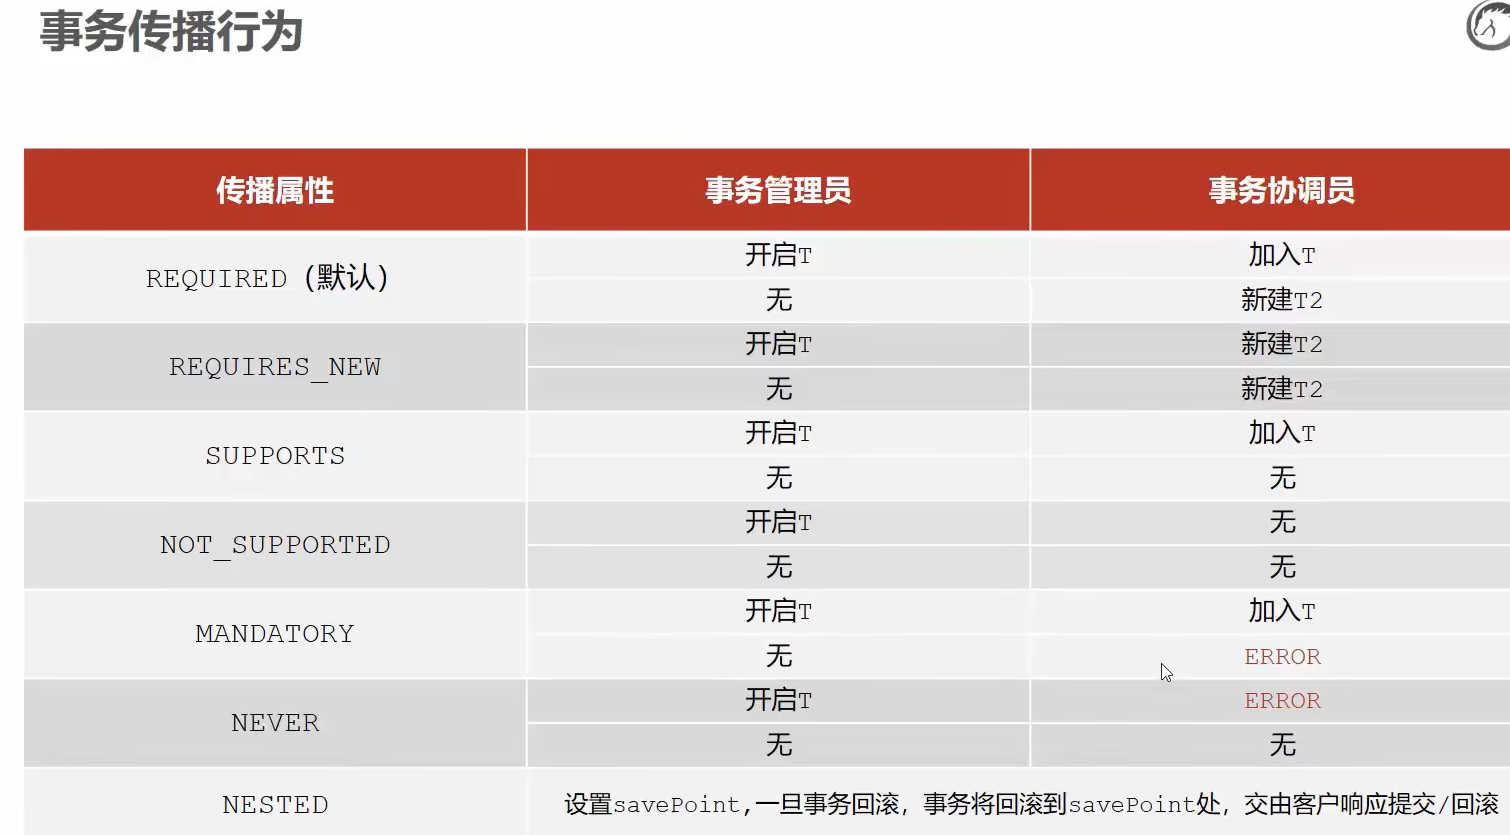 事务传播行为
传播属性 事务管理员 事务协调员
REQUIRED（默认） 开启T 加入T
无 新建T2
REQUIRES_NEW 开启T 新建T2
无 新建T2
SUPPORTS 开启T 加入T
无 无
NOT_SUPPORTED 开启T 无
无 无
MANDATORY 开启T 加入T
无 ERROR
NEVER 开启T ERROR
无 无
NESTED 设置savePoint,一旦事务回滚，事务将回滚到savePoint处，交由客户响应提交/回滚